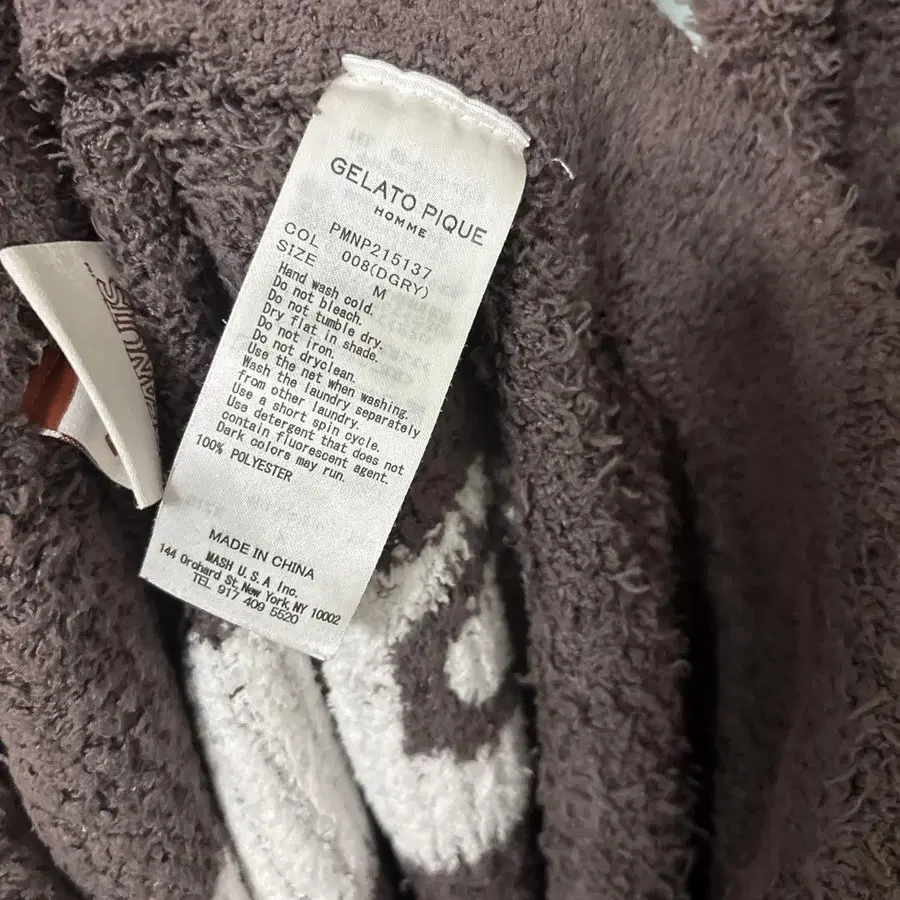 GELATO PIQUE
HOMME
PMNP215137
COL 008(DGRY)
SIZE M
Hand wash cold.
Do not bleach.
Do not tumble dry.
Dry flat in shade.
Do not iron.
Do not dryclean.
Use the net when washing.
Wash the laundry separately
from other laundry.
Use a short spin cycle.
Use detergent that does not
contain fluorescent agent.
Dark colors may run.
100% POLYESTER
MADE IN CHINA
MASH U.S.A Inc.
144 Orohard St, New York, NY 10002
TEL 917 409 5520